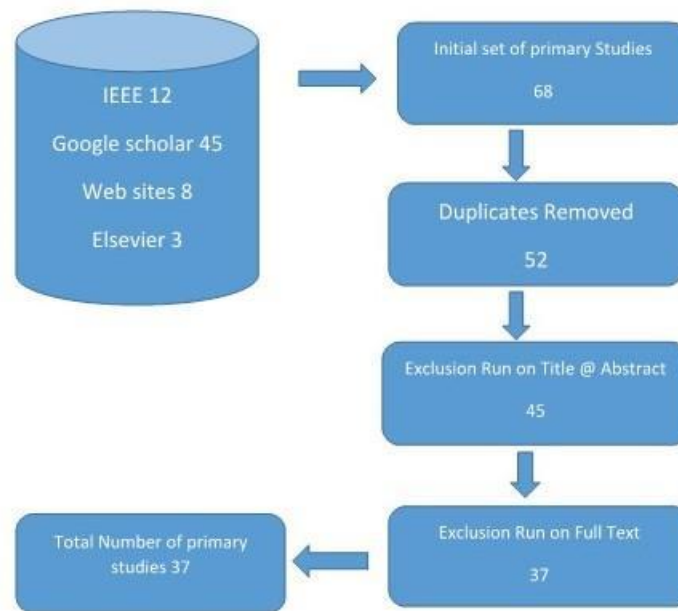 IEEE 12
Google scholar 45
Web sites 8
Elsevier 3
Initial set of primary Studies
68
Duplicates Removed
52
Exclusion Run on Title @ Abstract
45
Exclusion Run on Full Text
37
Total Number of primary
studies 37